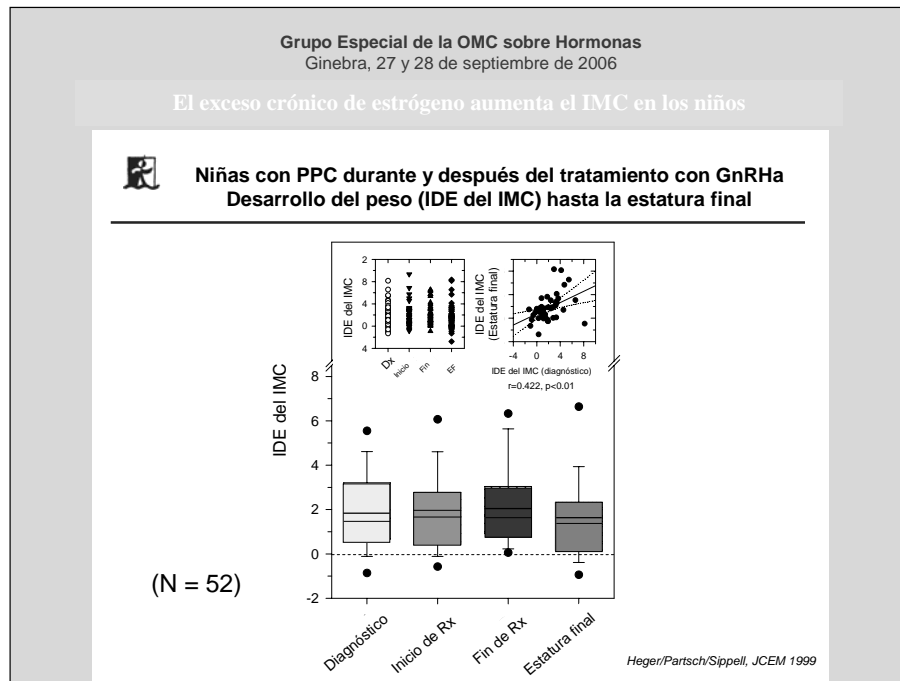 Grupo Especial de la OMC sobre Hormonas
Ginebra, 27 y 28 de septiembre de 2006
El exceso crónico de estrógeno aumenta el IMC en los niños
Niñas con PPC durante y después del tratamiento con GnRHa
Desarrollo del peso (IDE del IMC) hasta la estatura final
IDE del IMC
12
8
4
0
4
Dx
Inicio
Fin
EF
IDE del IMC
(Estatura final)
-4 0 4 8
IDE del IMC (diagnóstico)
r=0.422, p<0.01
IDE del IMC
8
6
4
2
0
-2
(N = 52)
Diagnóstico
Inicio de Rx
Fin de Rx
Estatura final
Heger/Partsch/Sippell, JCEM 1999